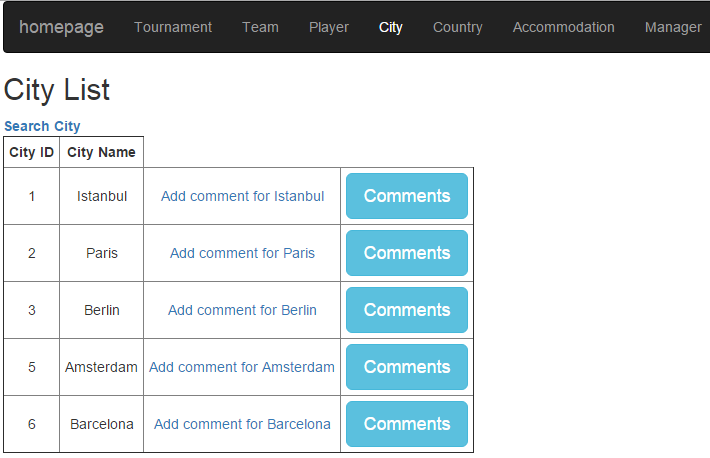 homepage Tournament Team Player City Country Accommodation Manager
City List
Search City
City ID City Name
1 Istanbul Add comment for Istanbul Comments
2 Paris Add comment for Paris Comments
3 Berlin Add comment for Berlin Comments
5 Amsterdam Add comment for Amsterdam Comments
6 Barcelona Add comment for Barcelona Comments